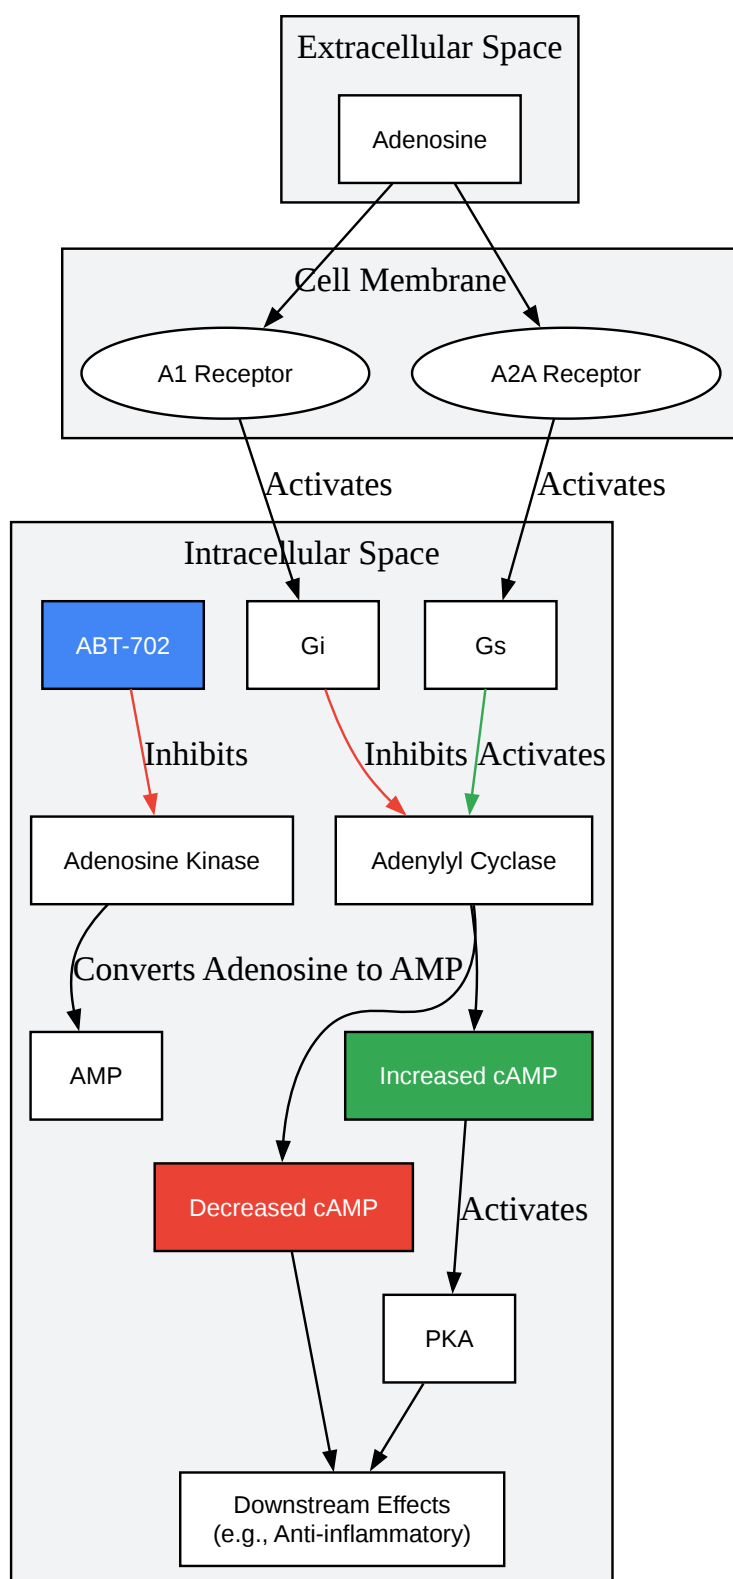 Extracellular Space
Adenosine
Cell Membrane
A1 Receptor
A2A Receptor
Activates
Activates
Intracellular Space
ABT-702
Gi
Gs
Inhibits
Inhibits
Activates
Adenosine Kinase
Adenylyl Cyclase
Converts Adenosine to AMP
AMP
Increased cAMP
Decreased cAMP
Activates
PKA
Downstream Effects
(e.g., Anti-inflammatory)